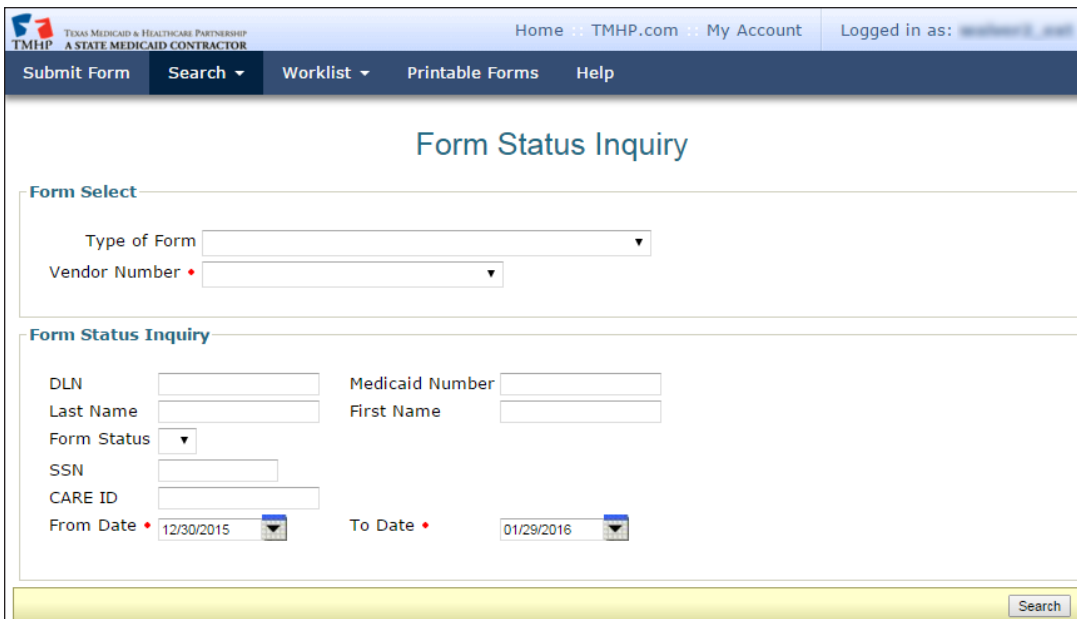 TEXAS MEDICAID & HEALTHCARE PARTNERSHIP
TMHP A STATE MEDICAID CONTRACTOR
Home :: TMHP.com :: My Account Logged in as:
Submit Form Search Worklist Printable Forms Help
Form Status Inquiry
Form Select
Type of Form
Vendor Number
Form Status Inquiry
DLN Medicaid Number
Last Name First Name
Form Status
SSN
CARE ID
From Date 12/30/2015 To Date 01/29/2016
Search